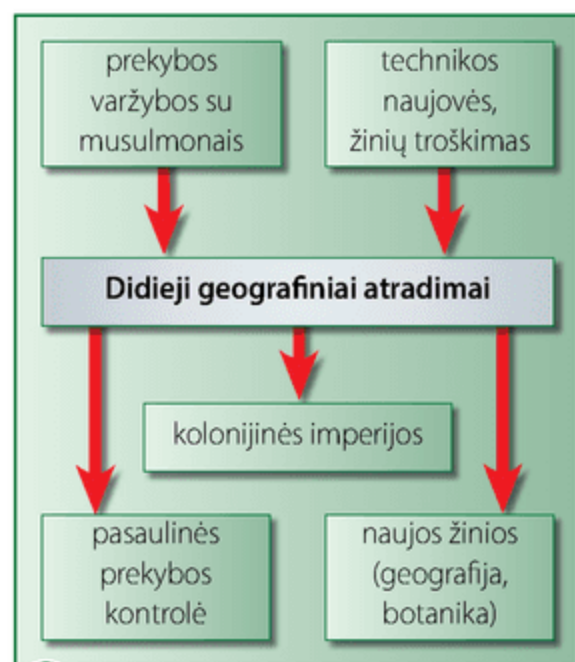 prekybos
varžybos su
musulmonais
technikos
naujovės,
žinių troškimas
Didieji geografiniai atradimai
kolonijinės imperijos
pasaulinės
prekybos
kontrolė
naujos žinios
(geografija,
botanika)